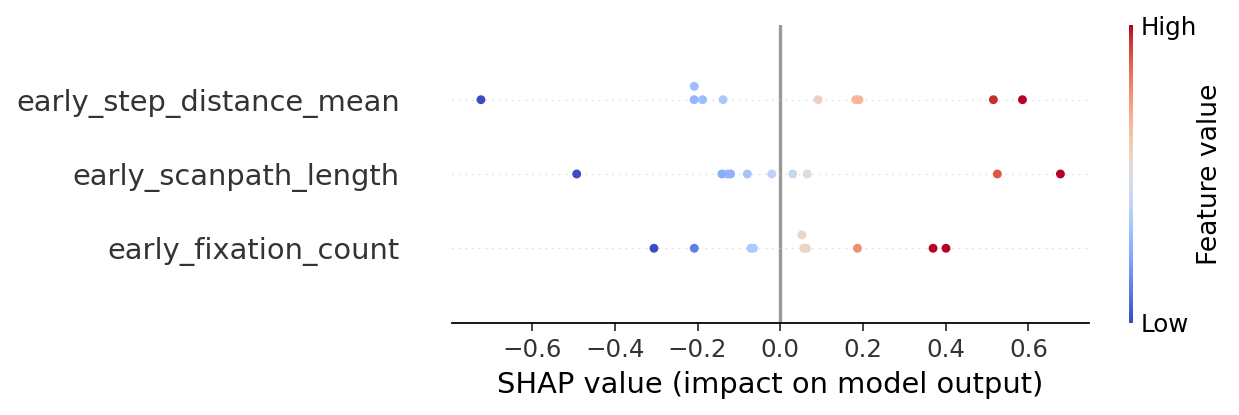 High
early_step_distance_mean
early_scanpath_length
early_fixation_count
Feature value
Low
−0.6 −0.4 −0.2 0.0 0.2 0.4 0.6
SHAP value (impact on model output)